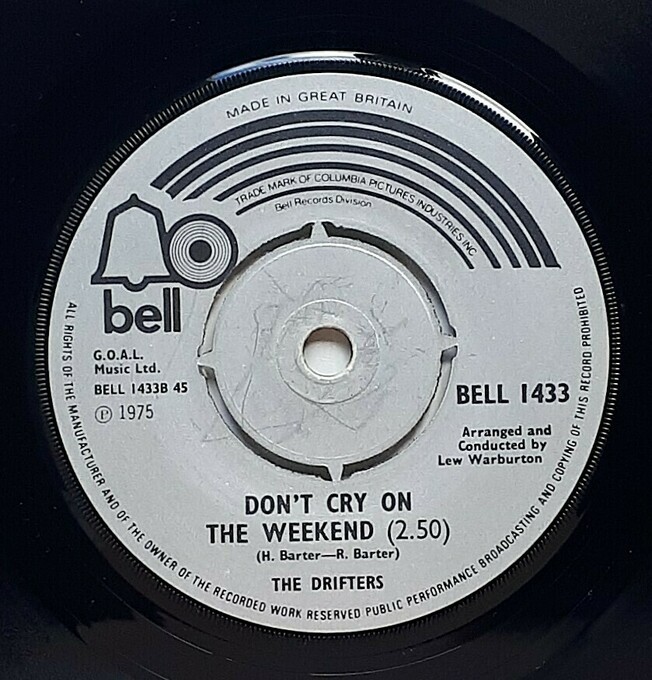 MADE IN GREAT BRITAIN
TRADE MARK OF COLUMBIA PICTURES INDUSTRIES INC.
Bell Records Division
bell
G.O.A.L.
Music Ltd.
BELL 1433B 45
Ⓟ 1975
BELL 1433
Arranged and
Conducted by
Lew Warburton
DON'T CRY ON
THE WEEKEND (2.50)
(H. Barter—R. Barter)
THE DRIFTERS
ALL RIGHTS OF THE MANUFACTURER AND OF THE OWNER OF THE RECORDED WORK RESERVED PUBLIC PERFORMANCE BROADCASTING AND COPYING OF THIS RECORD PROHIBITED